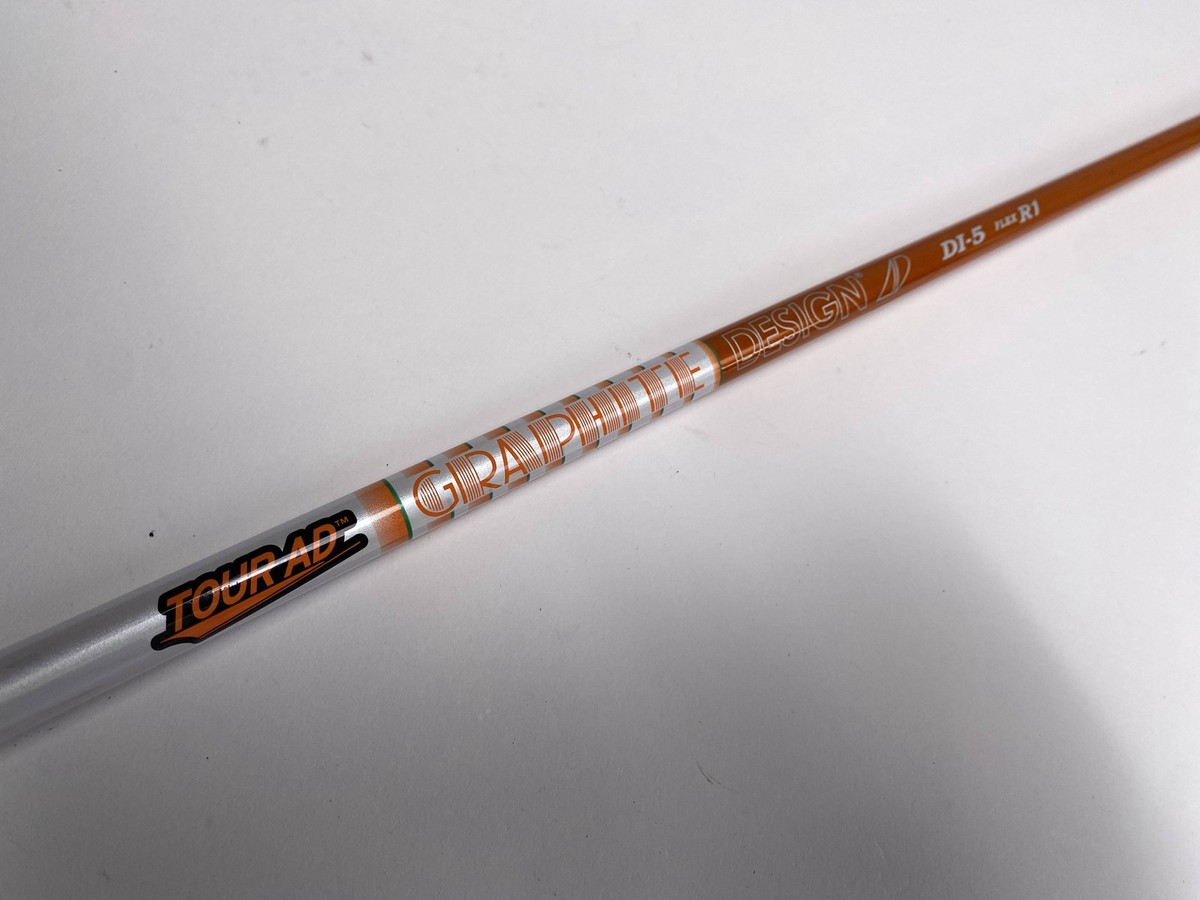 TOUR AD™
GRAPHITE
DESIGN®
DI-5 FLEX R1